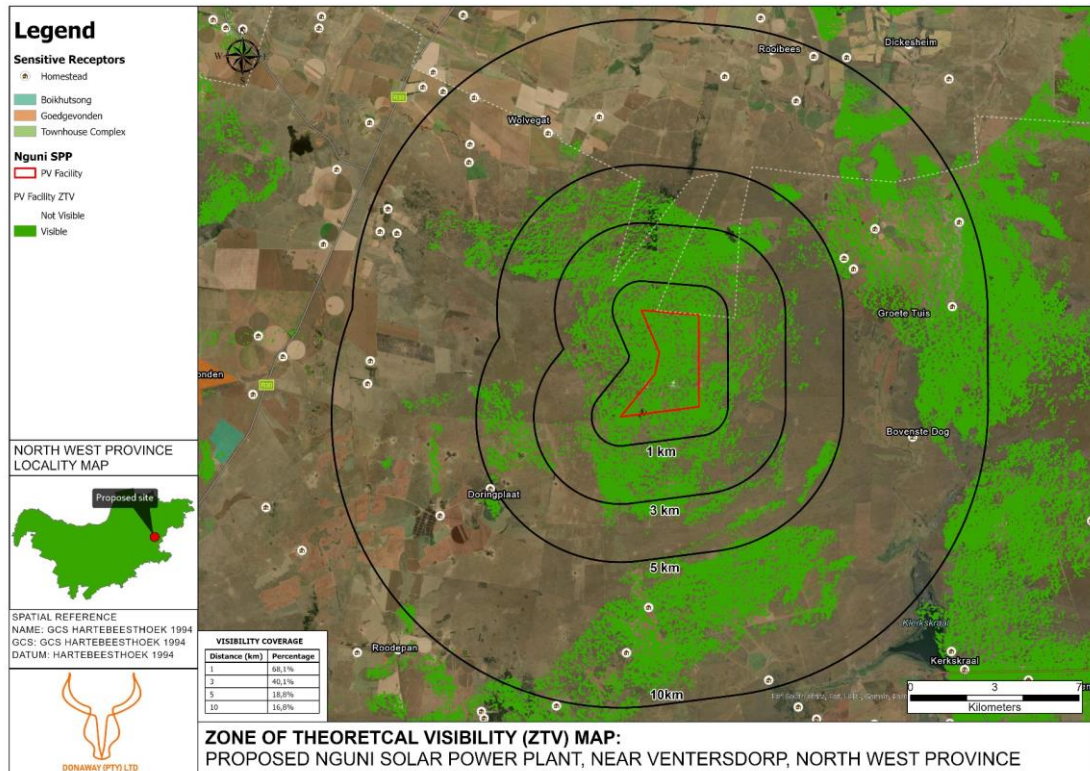 Legend
Sensitive Receptors
Homestead
Boikhutsong
Goedgevonden
Townhouse Complex
Nguni SPP
PV Facility
PV Facility ZTV
Not Visible
Visible
NORTH WEST PROVINCE
LOCALITY MAP
Proposed site
SPATIAL REFERENCE
NAME: GCS HARTEBEESTHOEK 1994
GCS: GCS HARTEBEESTHOEK 1994
DATUM: HARTEBEESTHOEK 1994
DONAWAY (PTY) LTD
Rooibees
Dickesheim
R30
Wolvegat
Groete Tuis
onden
R30
Bovenste Dog
1 km
Doringplaat
3 km
5 km
Klerkskraal
Roodepan
Kerkskraal
10km
VISIBILITY COVERAGE
Distance (km) Percentage
1 68,1%
3 40,1%
5 18,8%
10 16,8%
0 3 7
Kilometers
ZONE OF THEORETCAL VISIBILITY (ZTV) MAP:
PROPOSED NGUNI SOLAR POWER PLANT, NEAR VENTERSDORP, NORTH WEST PROVINCE